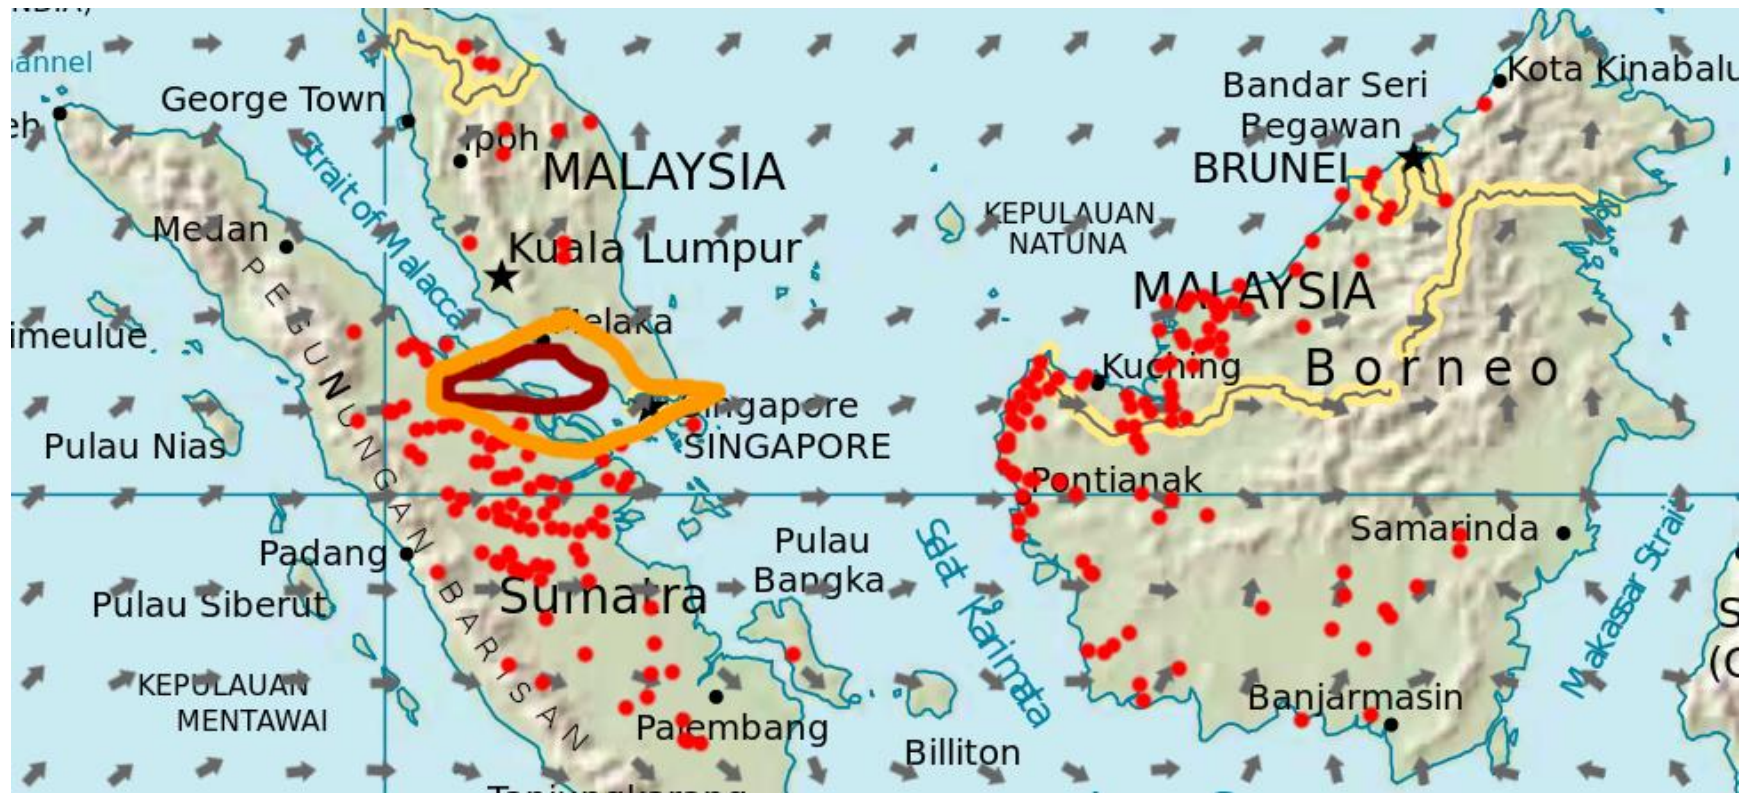 annel
George Town
Ipoh
MALAYSIA
Strait of Malacca
Medan
Kuala Lumpur
PEGUNUNGAN BARISAN
imeulue
Melaka
Pulau Nias
Singapore
SINGAPORE
Padang
Pulau Siberut
Sumatra
Pulau
Bangka
KEPULAUAN
MENTAWAI
Palembang
Billiton
KEPULAUAN
NATUNA
Bandar Seri
Begawan
BRUNEI
Kota Kinabalu
MALAYSIA
Kuching
Borneo
Pontianak
Selat Karimata
Samarinda
Makassar Strait
Banjarmasin